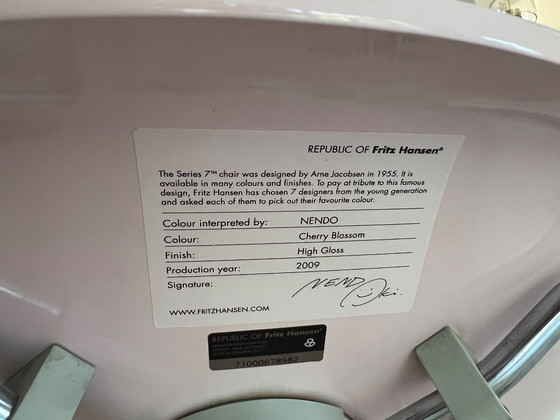 REPUBLIC OF Fritz Hansen®
The Series 7™ chair was designed by Arne Jacobsen in 1955. It is
available in many colours and finishes. To pay at tribute to this famous
design, Fritz Hansen has chosen 7 designers from the young generation
and asked each of them to pick out their favourite colour.
Colour interpreted by: NENDO
Colour: Cherry Blossom
Finish: High Gloss
Production year: 2009
Signature: NENDO
WWW.FRITZHANSEN.COM
REPUBLIC OF Fritz Hansen®
71000678982